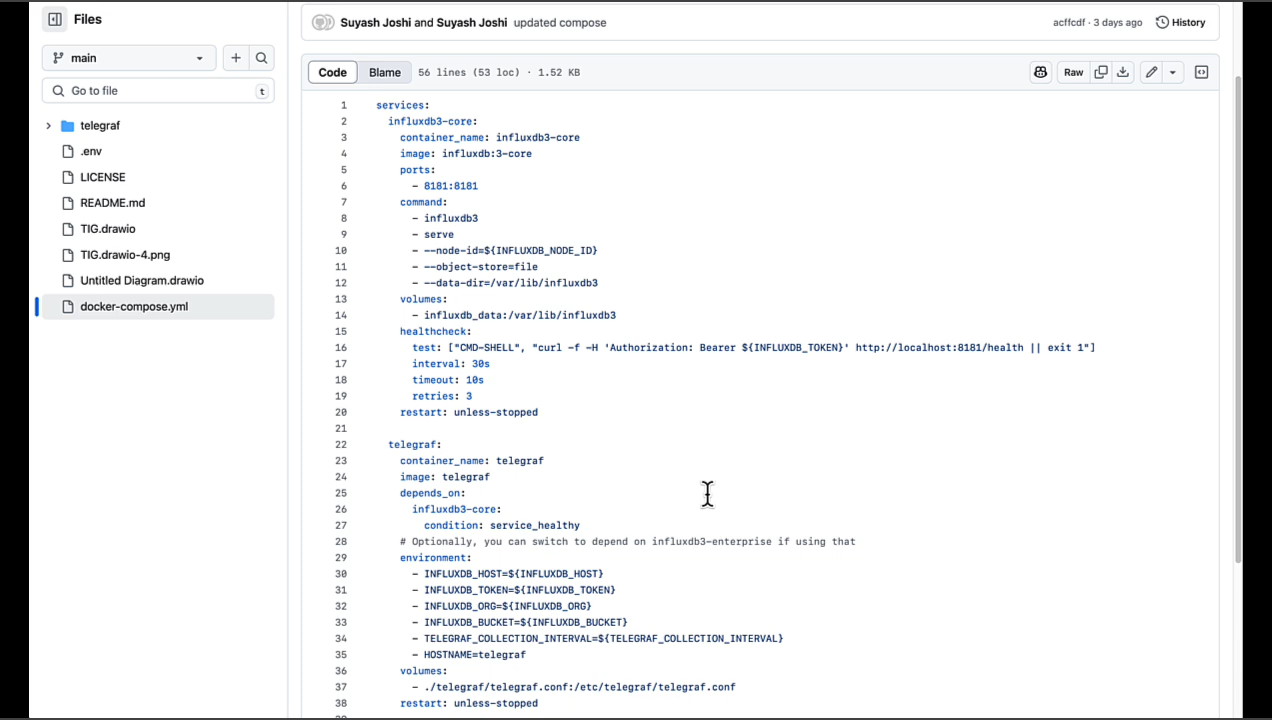 Files
main
Go to file
t
telegraf
.env
LICENSE
README.md
TIG.drawio
TIG.drawio-4.png
Untitled Diagram.drawio
docker-compose.yml
Suyash Joshi and Suyash Joshi updated compose
acffcdf · 3 days ago
History
Code
Blame
56 lines (53 loc) · 1.52 KB
Raw
1 services:
2 influxdb3-core:
3 container_name: influxdb3-core
4 image: influxdb:3-core
5 ports:
6 - 8181:8181
7 command:
8 - influxdb3
9 - serve
10 - --node-id=${INFLUXDB_NODE_ID}
11 - --object-store=file
12 - --data-dir=/var/lib/influxdb3
13 volumes:
14 - influxdb_data:/var/lib/influxdb3
15 healthcheck:
16 test: ["CMD-SHELL", "curl -f -H 'Authorization: Bearer ${INFLUXDB_TOKEN}' http://localhost:8181/health || exit 1"]
17 interval: 30s
18 timeout: 10s
19 retries: 3
20 restart: unless-stopped
21
22 telegraf:
23 container_name: telegraf
24 image: telegraf
25 depends_on:
26 influxdb3-core:
27 condition: service_healthy
28 # Optionally, you can switch to depend on influxdb3-enterprise if using that
29 environment:
30 - INFLUXDB_HOST=${INFLUXDB_HOST}
31 - INFLUXDB_TOKEN=${INFLUXDB_TOKEN}
32 - INFLUXDB_ORG=${INFLUXDB_ORG}
33 - INFLUXDB_BUCKET=${INFLUXDB_BUCKET}
34 - TELEGRAF_COLLECTION_INTERVAL=${TELEGRAF_COLLECTION_INTERVAL}
35 - HOSTNAME=telegraf
36 volumes:
37 - ./telegraf/telegraf.conf:/etc/telegraf/telegraf.conf
38 restart: unless-stopped